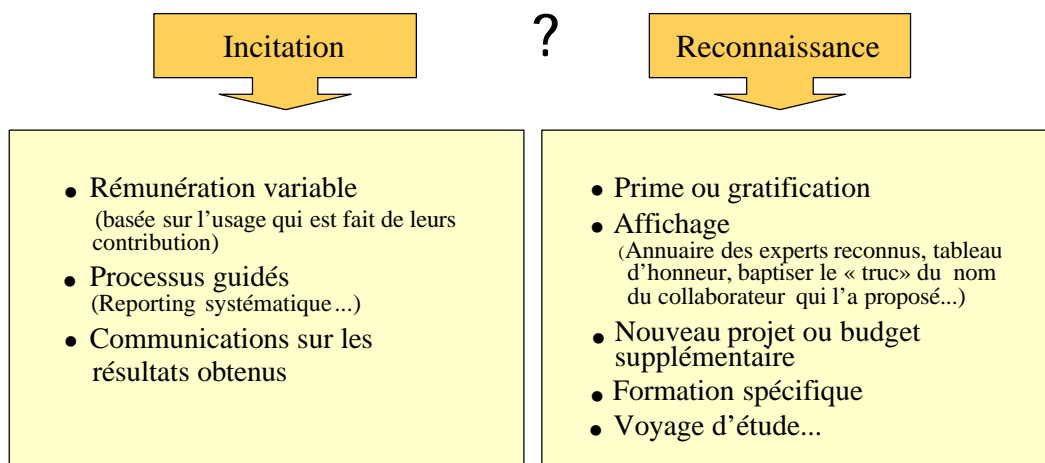 Incitation
?
Reconnaissance
• Rémunération variable
(basée sur l’usage qui est fait de leurs
contribution)
• Processus guidés
(Reporting systématique...)
• Communications sur les
résultats obtenus
• Prime ou gratification
• Affichage
(Annuaire des experts reconnus, tableau
d’honneur, baptiser le « truc» du nom
du collaborateur qui l’a proposé...)
• Nouveau projet ou budget
supplémentaire
• Formation spécifique
• Voyage d’étude...